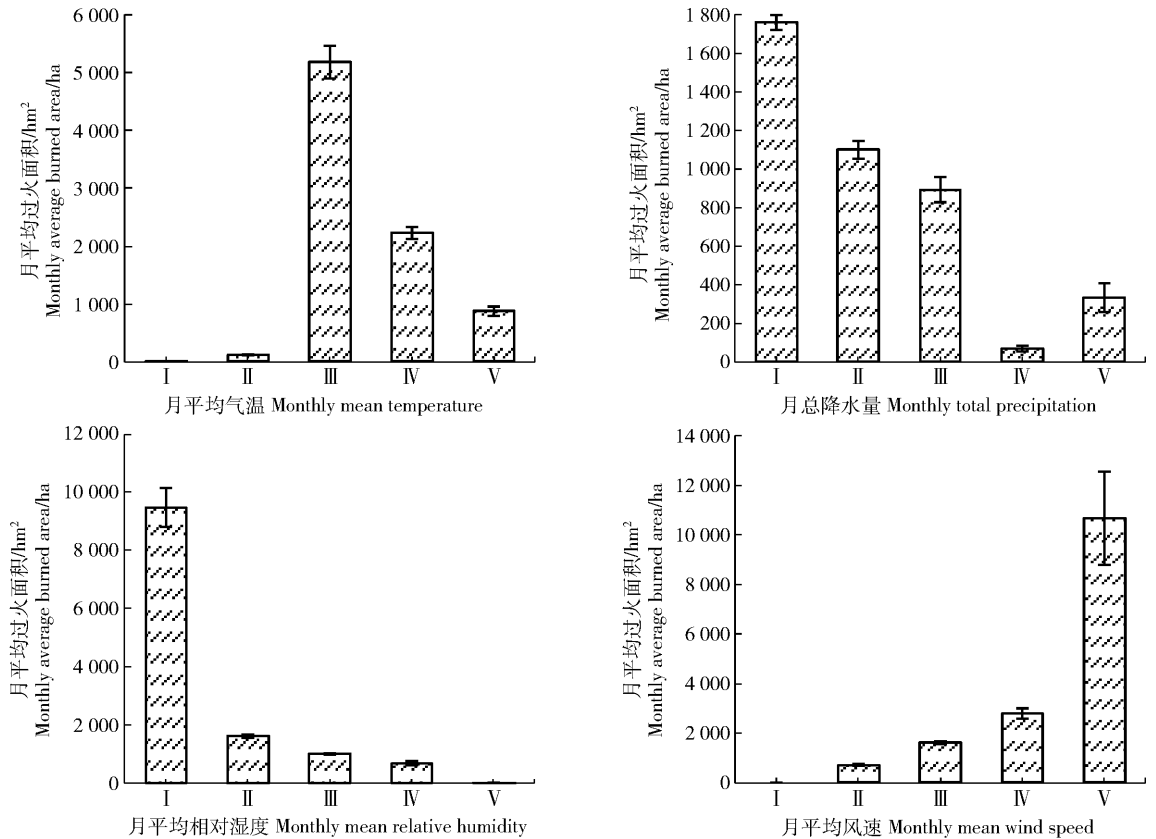 月平均过火面积/hm²
Monthly average burned area/ha
6 000
5 000
4 000
3 000
2 000
1 000
0
Ⅰ Ⅱ Ⅲ Ⅳ Ⅴ
月平均气温 Monthly mean temperature
月平均过火面积/hm²
Monthly average burned area/ha
1 800
1 600
1 400
1 200
1 000
800
600
400
200
0
Ⅰ Ⅱ Ⅲ Ⅳ Ⅴ
月总降水量 Monthly total precipitation
月平均过火面积/hm²
Monthly average burned area/ha
12 000
10 000
8 000
6 000
4 000
2 000
0
Ⅰ Ⅱ Ⅲ Ⅳ Ⅴ
月平均相对湿度 Monthly mean relative humidity
月平均过火面积/hm²
Monthly average burned area/ha
14 000
12 000
10 000
8 000
6 000
4 000
2 000
0
Ⅰ Ⅱ Ⅲ Ⅳ Ⅴ
月平均风速 Monthly mean wind speed